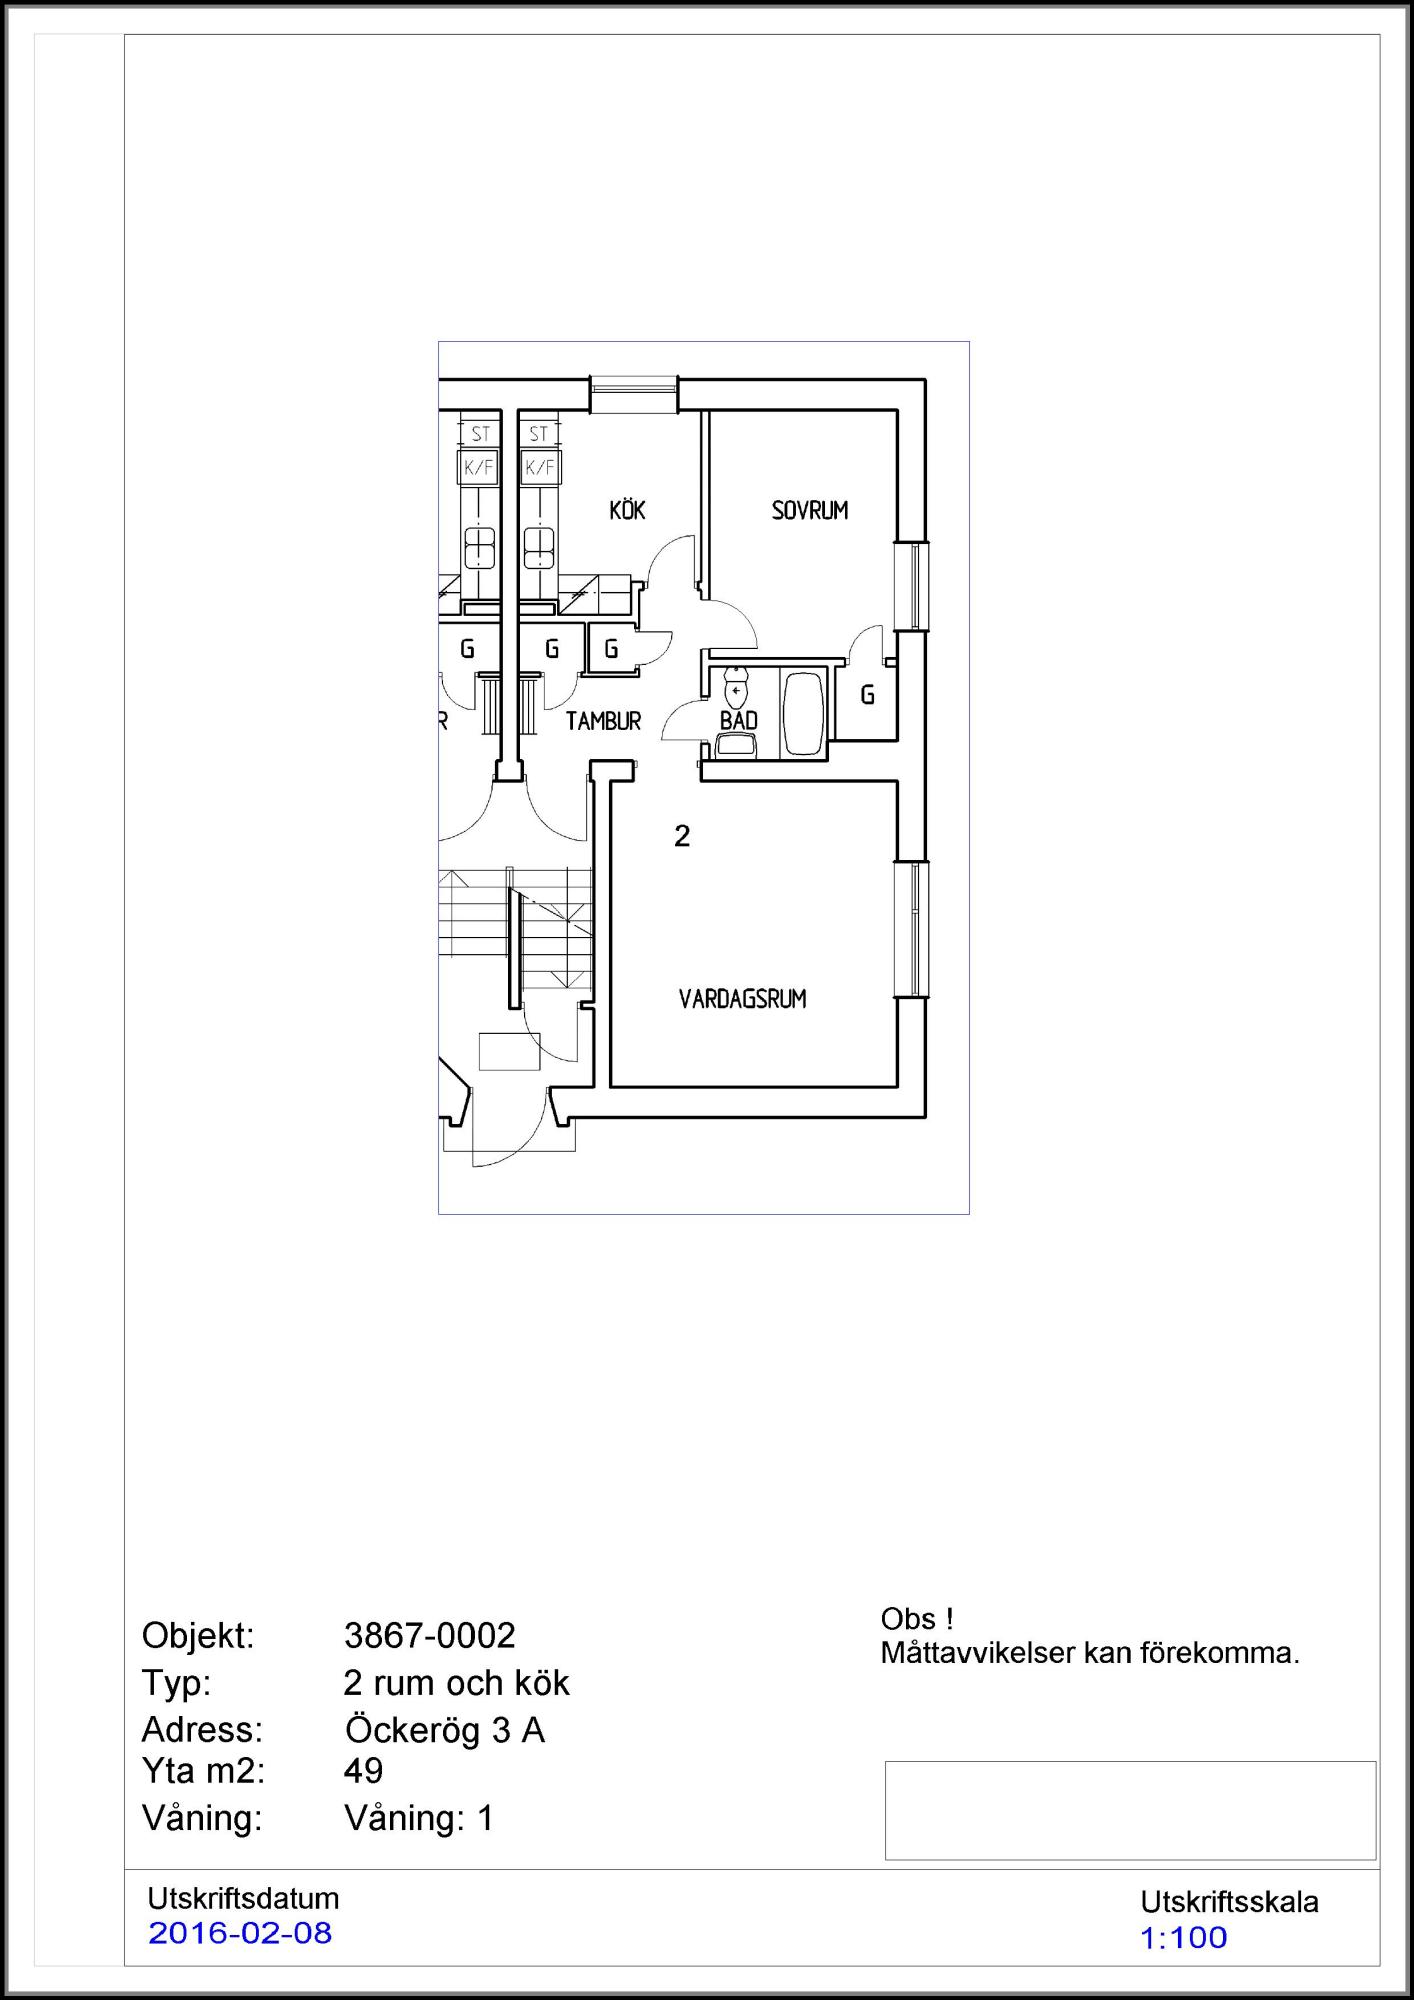 ST ST
K/F K/F
KÖK SOVRUM
G G G
G
R TAMBUR BAD
2
VARDAGSRUM
Objekt: 3867-0002
Typ: 2 rum och kök
Adress: Öckerög 3 A
Yta m2: 49
Våning: Våning: 1
Obs !
Måttavvikelser kan förekomma.
Utskriftsdatum
2016-02-08
Utskriftsskala
1:100